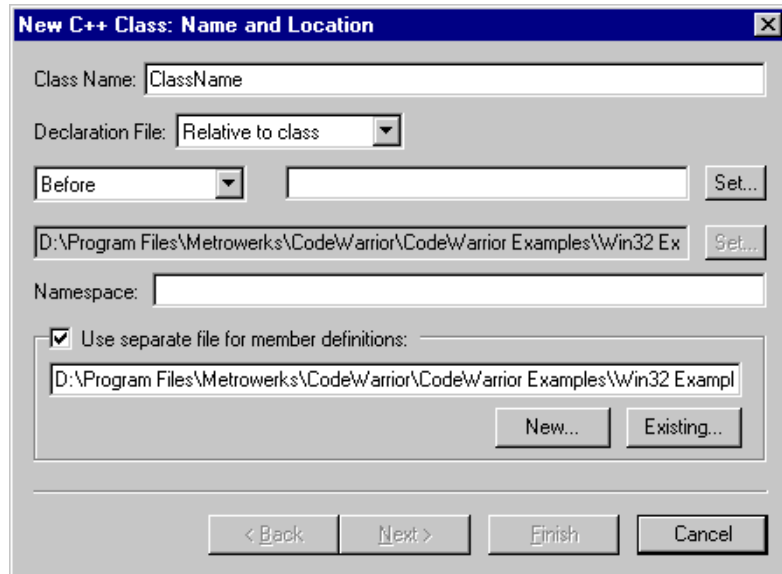 New C++ Class: Name and Location
Class Name: ClassName
Declaration File: Relative to class
Before Set...
D:\Program Files\Metrowerks\CodeWarrior\CodeWarrior Examples\Win32 Ex Set...
Namespace:
Use separate file for member definitions:
D:\Program Files\Metrowerks\CodeWarrior\CodeWarrior Examples\Win32 Exampl
New... Existing...
< Back Next > Finish Cancel